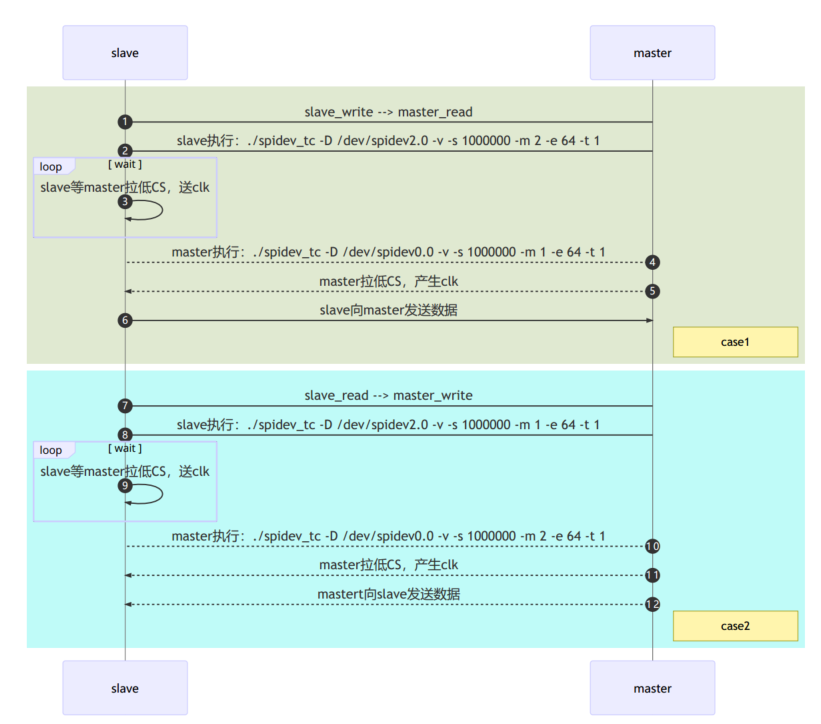 slave
master
slave_write --> master_read
1
slave执行：./spidev_tc -D /dev/spidev2.0 -v -s 1000000 -m 2 -e 64 -t 1
2
loop
[ wait ]
slave等master拉低CS，送clk
3
master执行：./spidev_tc -D /dev/spidev0.0 -v -s 1000000 -m 1 -e 64 -t 1
4
master拉低CS，产生clk
5
slave向master发送数据
6
case1
slave_read --> master_write
7
slave执行：./spidev_tc -D /dev/spidev2.0 -v -s 1000000 -m 1 -e 64 -t 1
8
loop
[ wait ]
slave等master拉低CS，送clk
9
master执行：./spidev_tc -D /dev/spidev0.0 -v -s 1000000 -m 2 -e 64 -t 1
10
master拉低CS，产生clk
11
mastert向slave发送数据
12
case2
slave
master